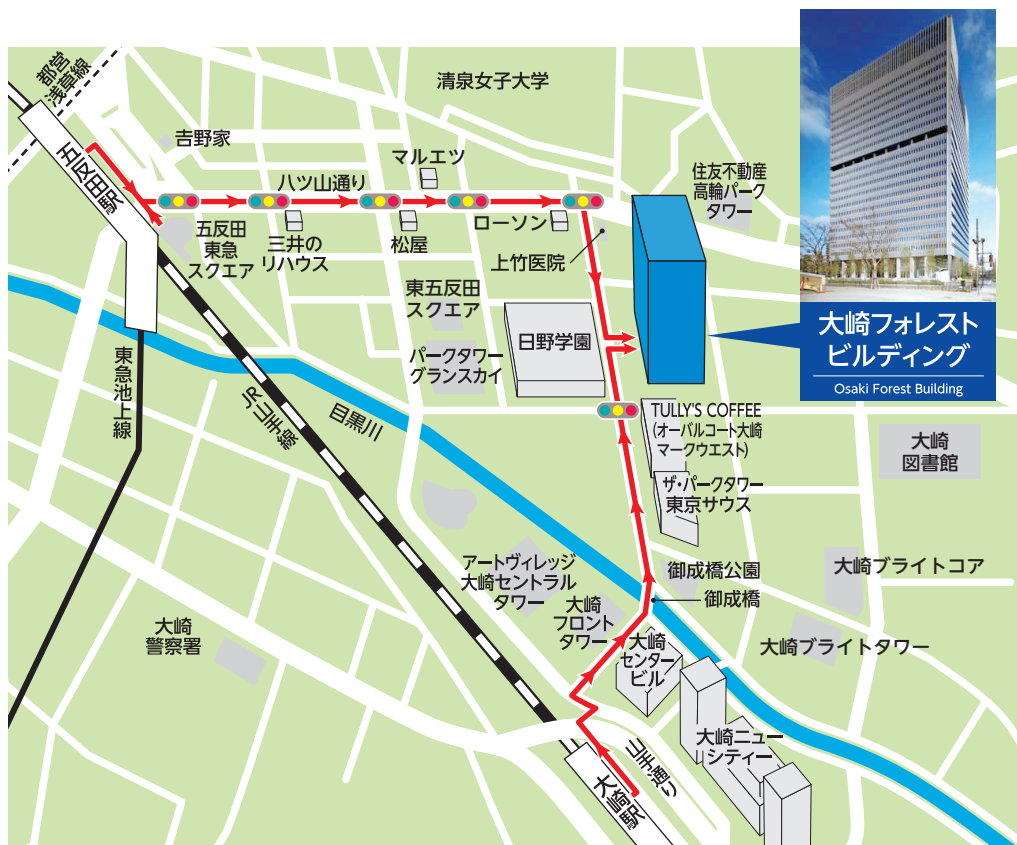 都営
浅草線
清泉女子大学
𠮷野家
五反田駅
マルエツ
八ツ山通り
住友不動産
高輪パーク
タワー
五反田
東急
スクエア
三井の
リハウス
松屋
ローソン
上竹医院
東五反田
スクエア
日野学園
大崎フォレスト
ビルディング
Osaki Forest Building
パークタワー
グランスカイ
東急池上線
JR山手線
目黒川
TULLY'S COFFEE
(オーバルコート大崎
マークウエスト)
大崎
図書館
ザ・パークタワー
東京サウス
アートヴィレッジ
大崎セントラル
タワー
御成橋公園
御成橋
大崎ブライトコア
大崎
フロント
タワー
大崎
警察署
大崎
センター
ビル
大崎ブライトタワー
大崎ニュー
シティー
山手通り
大崎駅